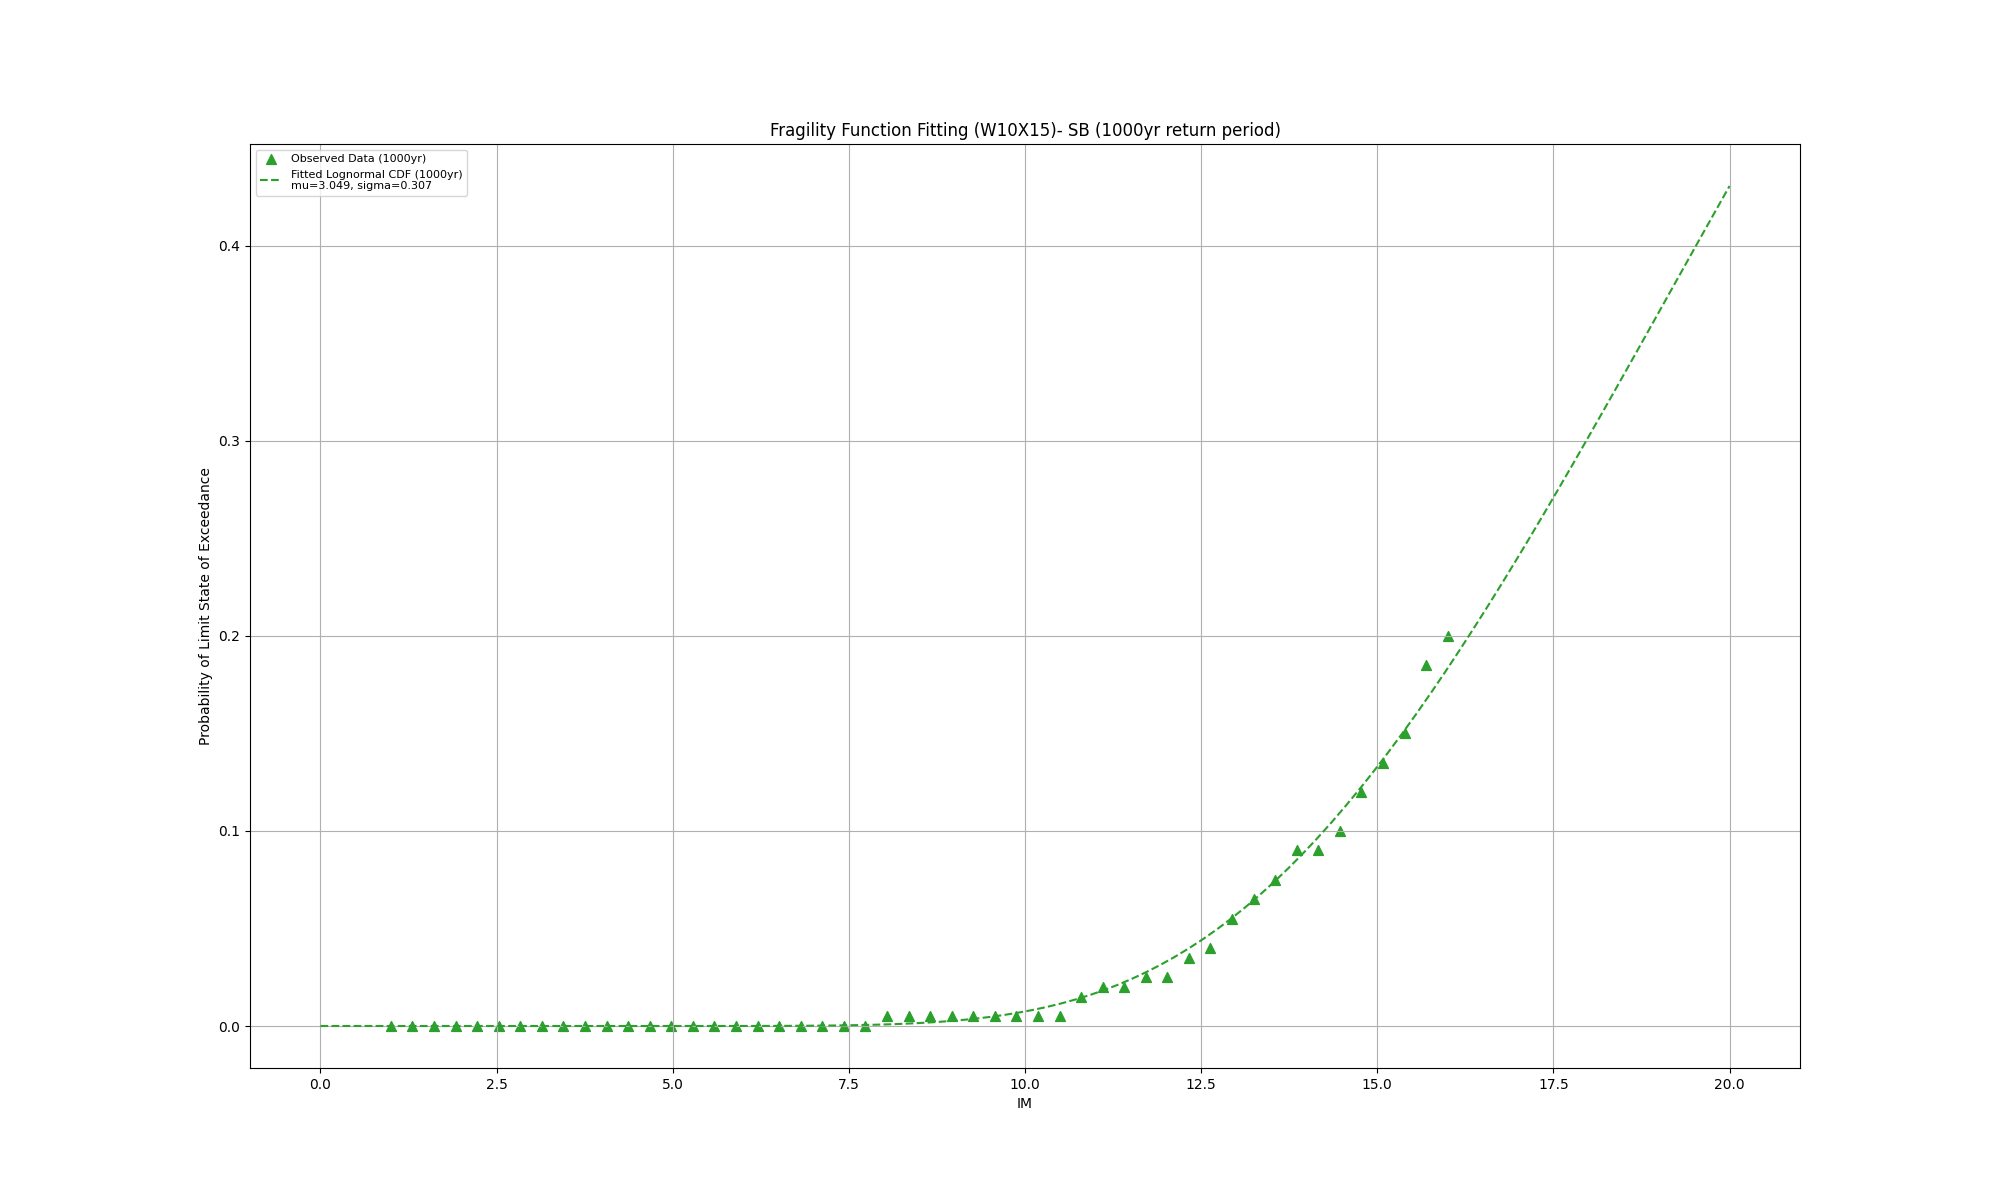 Fragility Function Fitting (W10X15)- SB (1000yr return period)
Observed Data (1000yr)
Fitted Lognormal CDF (1000yr)
mu=3.049, sigma=0.307
Probability of Limit State of Exceedance
0.4
0.3
0.2
0.1
0.0
0.0 2.5 5.0 7.5 10.0 12.5 15.0 17.5 20.0
IM